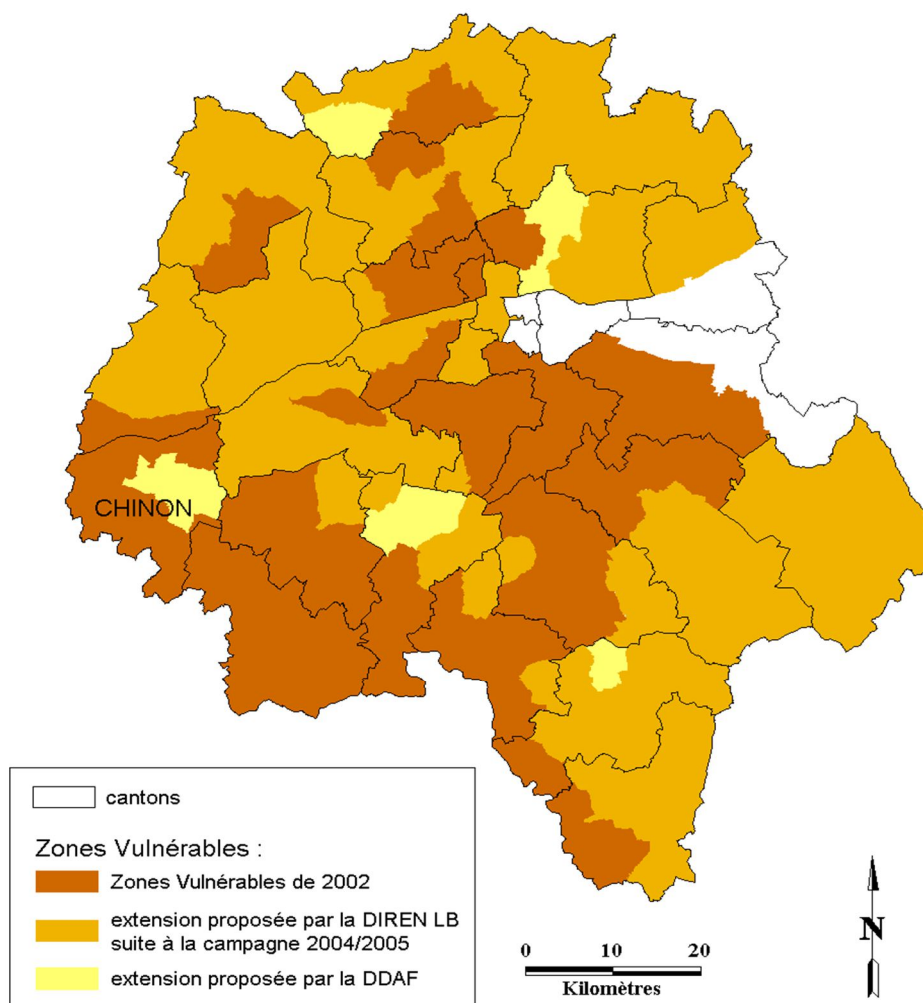 CHINON
cantons
Zones Vulnérables :
Zones Vulnérables de 2002
extension proposée par la DIREN LB
suite à la campagne 2004/2005
extension proposée par la DDAF
0 10 20
Kilomètres
N